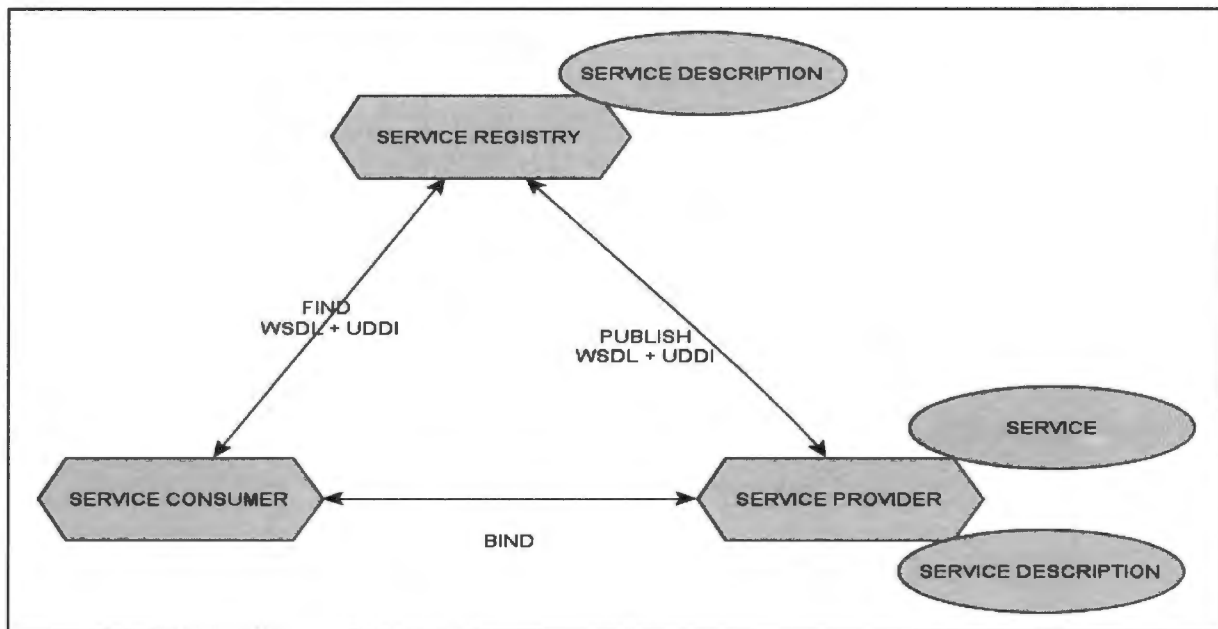 SERVICE DESCRIPTION
SERVICE REGISTRY
FIND
WSDL + UDDI
PUBLISH
WSDL + UDDI
SERVICE
SERVICE CONSUMER
SERVICE PROVIDER
BIND
SERVICE DESCRIPTION